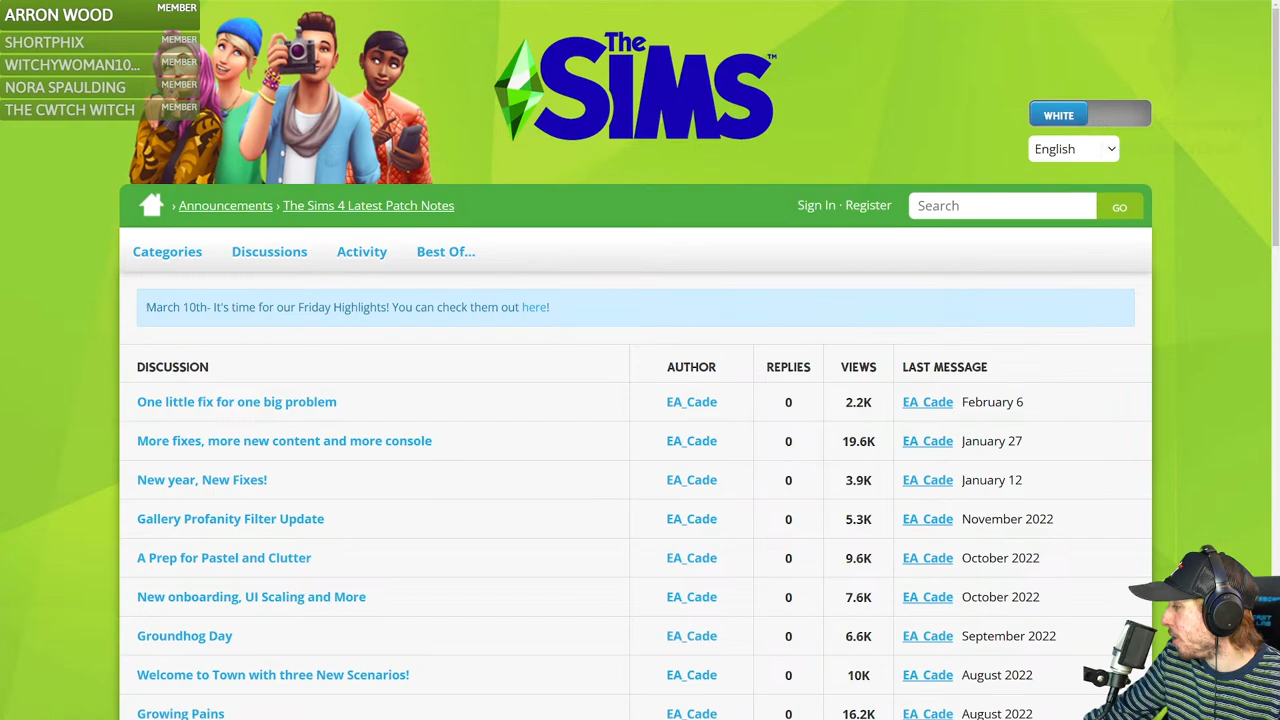 ARRON WOOD MEMBER
SHORTPHIX MEMBER
WITCHYWOMAN10... MEMBER
NORA SPAULDING MEMBER
THE CWTCH WITCH MEMBER
The SIMS™
WHITE
English
› Announcements › The Sims 4 Latest Patch Notes
Sign In · Register
Search
GO
Categories Discussions Activity Best Of...
March 10th- It's time for our Friday Highlights! You can check them out here!
DISCUSSION AUTHOR REPLIES VIEWS LAST MESSAGE
One little fix for one big problem EA_Cade 0 2.2K EA_Cade February 6
More fixes, more new content and more console EA_Cade 0 19.6K EA_Cade January 27
New year, New Fixes! EA_Cade 0 3.9K EA_Cade January 12
Gallery Profanity Filter Update EA_Cade 0 5.3K EA_Cade November 2022
A Prep for Pastel and Clutter EA_Cade 0 9.6K EA_Cade October 2022
New onboarding, UI Scaling and More EA_Cade 0 7.6K EA_Cade October 2022
Groundhog Day EA_Cade 0 6.6K EA_Cade September 2022
Welcome to Town with three New Scenarios! EA_Cade 0 10K EA_Cade August 2022
Growing Pains EA_Cade 0 16.2K EA_Cade August 2022